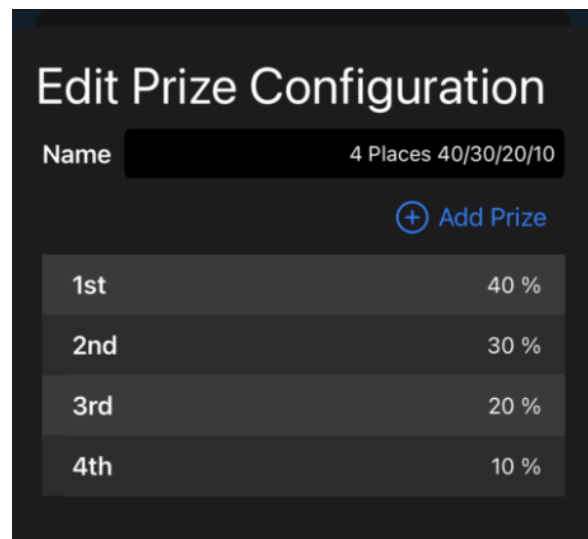 Edit Prize Configuration
Name 4 Places 40/30/20/10
Add Prize
1st 40 %
2nd 30 %
3rd 20 %
4th 10 %